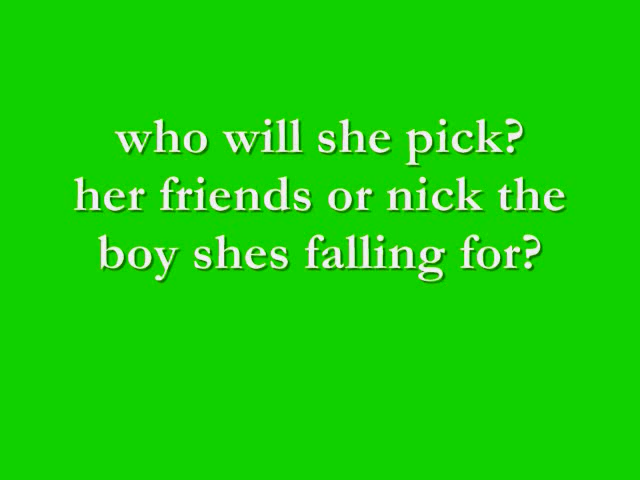 who will she pick?
her friends or nick the
boy shes falling for?